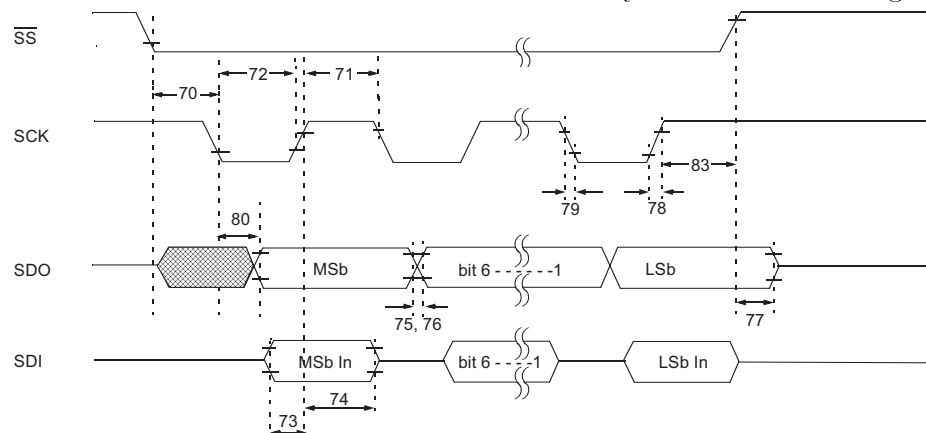 SS
72
71
70
SCK
83
79
78
80
SDO
MSb
bit 6 - - - - - -1
LSb
75, 76
77
SDI
MSb In
bit 6 - - - -1
LSb In
74
73